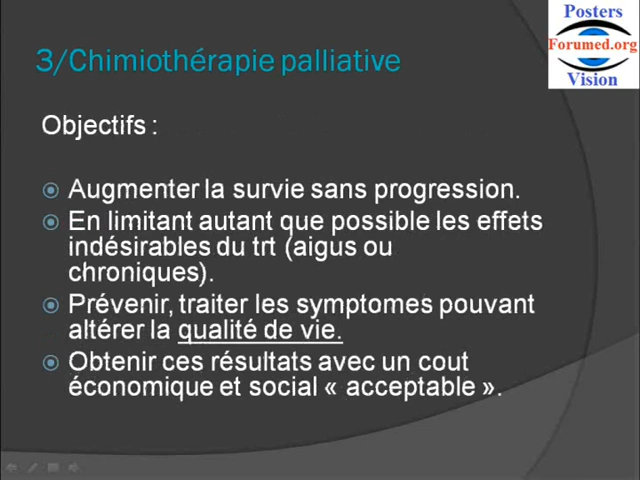 Posters
Forumed.org
Vision
3/Chimiothérapie palliative
Objectifs :
Augmenter la survie sans progression.
En limitant autant que possible les effets
indésirables du trt (aigus ou
chroniques).
Prévenir, traiter les symptomes pouvant
altérer la qualité de vie.
Obtenir ces résultats avec un cout
économique et social « acceptable ».